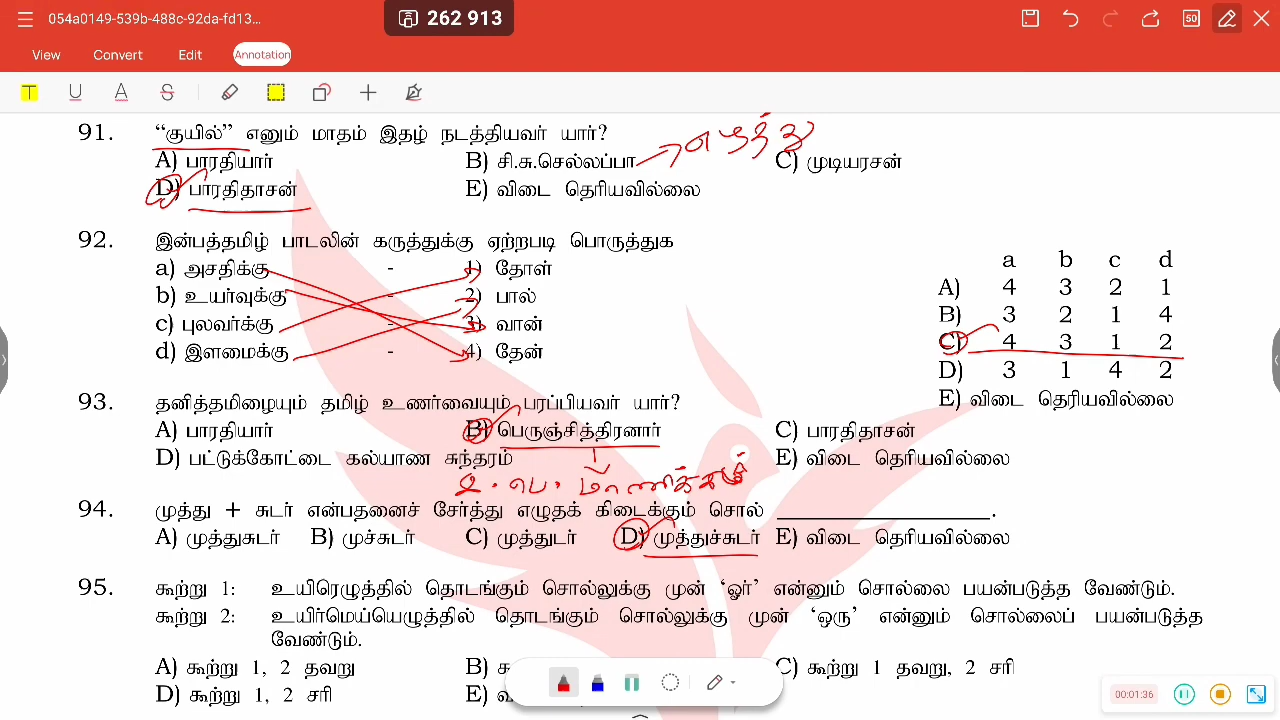 054a0149-539b-488c-92da-fd13...
262 913
50
View Convert Edit Annotation
T U A S
91. “குயில்” எனும் மாதம் இதழ் நடத்தியவர் யார்?
எழுத்து
A) பாரதியார் B) சி.சு.செல்லப்பா C) முடியரசன்
D) பாரதிதாசன் E) விடை தெரியவில்லை
92. இன்பத்தமிழ் பாடலின் கருத்துக்கு ஏற்றபடி பொருத்துக
a b c d
a) அசதிக்கு - 1) தோள்
A) 4 3 2 1
b) உயர்வுக்கு - 2) பால்
B) 3 2 1 4
c) புலவர்க்கு - 3) வான்
C) 4 3 1 2
d) இளமைக்கு - 4) தேன்
D) 3 1 4 2
E) விடை தெரியவில்லை
93. தனித்தமிழையும் தமிழ் உணர்வையும் பரப்பியவர் யார்?
A) பாரதியார் B) பெருஞ்சித்திரனார் C) பாரதிதாசன்
D) பட்டுக்கோட்டை கல்யாண சுந்தரம் E) விடை தெரியவில்லை
மாணிக்கம்
94. முத்து + சுடர் என்பதனைச் சேர்த்து எழுதக் கிடைக்கும் சொல் ____________________.
A) முத்துசுடர் B) முச்சுடர் C) முத்துடர் D) முத்துச்சுடர் E) விடை தெரியவில்லை
95. கூற்று 1: உயிரெழுத்தில் தொடங்கும் சொல்லுக்கு முன் ‘ஓர்’ என்னும் சொல்லை பயன்படுத்த வேண்டும்.
கூற்று 2: உயிர்மெய்யெழுத்தில் தொடங்கும் சொல்லுக்கு முன் ‘ஒரு’ என்னும் சொல்லைப் பயன்படுத்த
வேண்டும்.
A) கூற்று 1, 2 தவறு B) C) கூற்று 1 தவறு, 2 சரி
D) கூற்று 1, 2 சரி E)
00:01:36